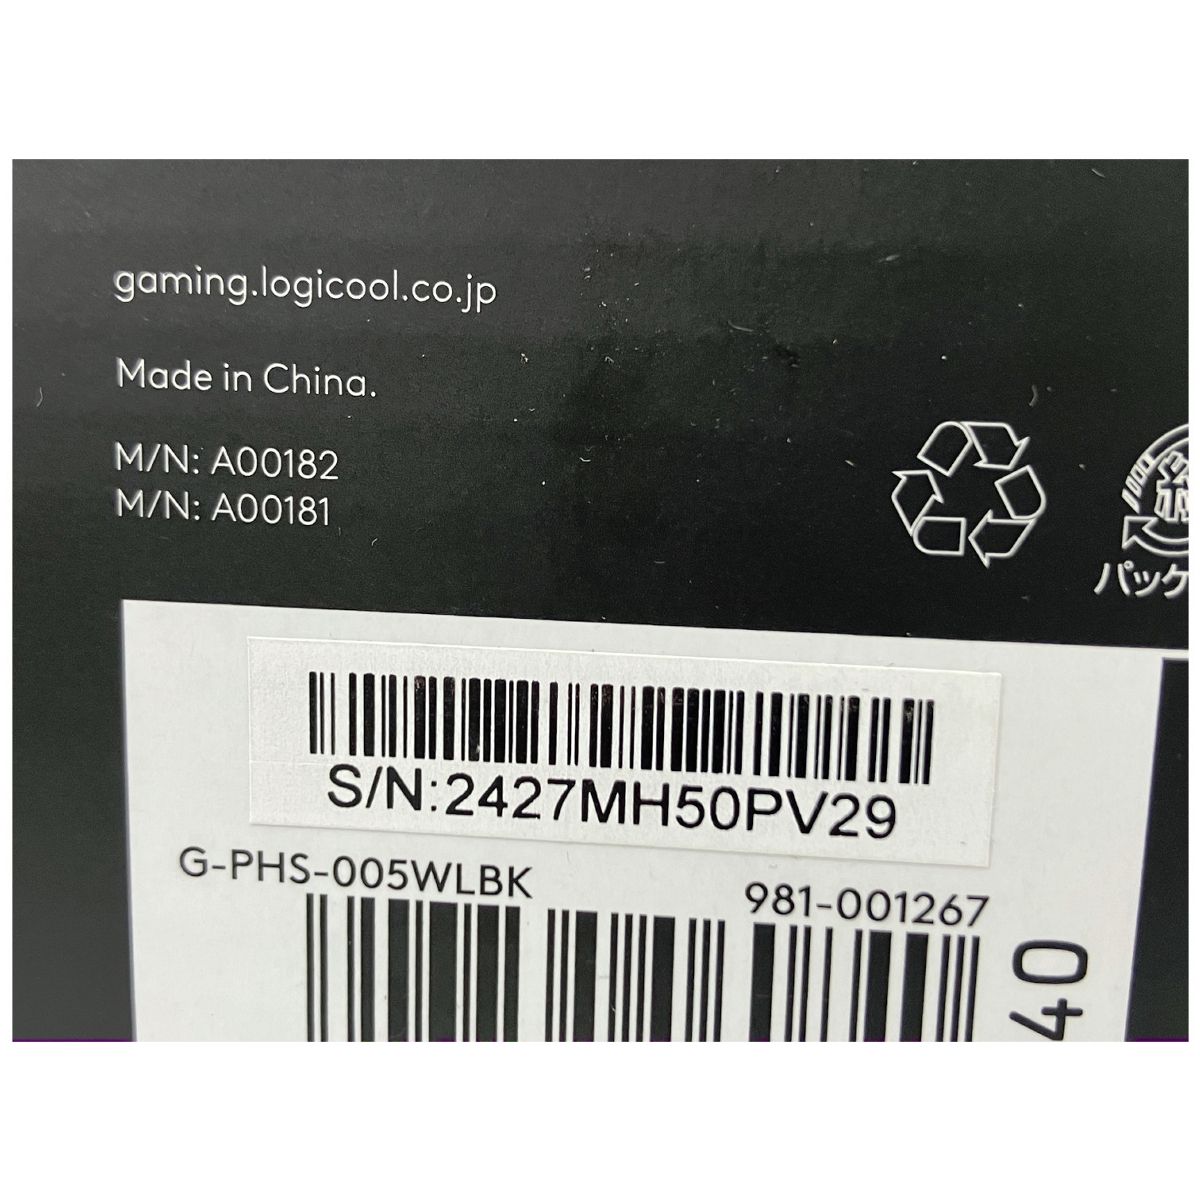 gaming.logicool.co.jp
Made in China.
M/N: A00182
M/N: A00181
パッケ
S/N:2427MH50PV29
G-PHS-005WLBK
981-001267
40